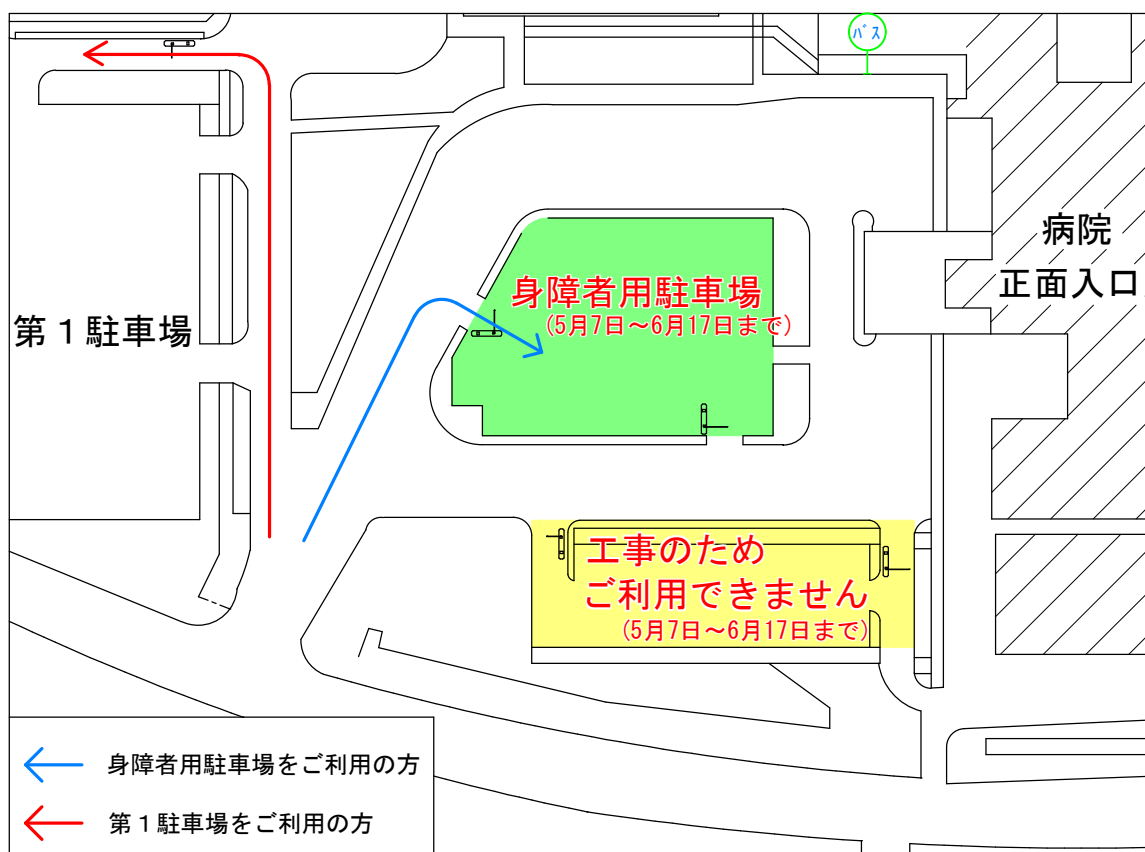 バス
病院
正面入口
身障者用駐車場
(5月7日～6月17日まで)
第１駐車場
工事のため
ご利用できません
(5月7日～6月17日まで)
身障者用駐車場をご利用の方
第１駐車場をご利用の方